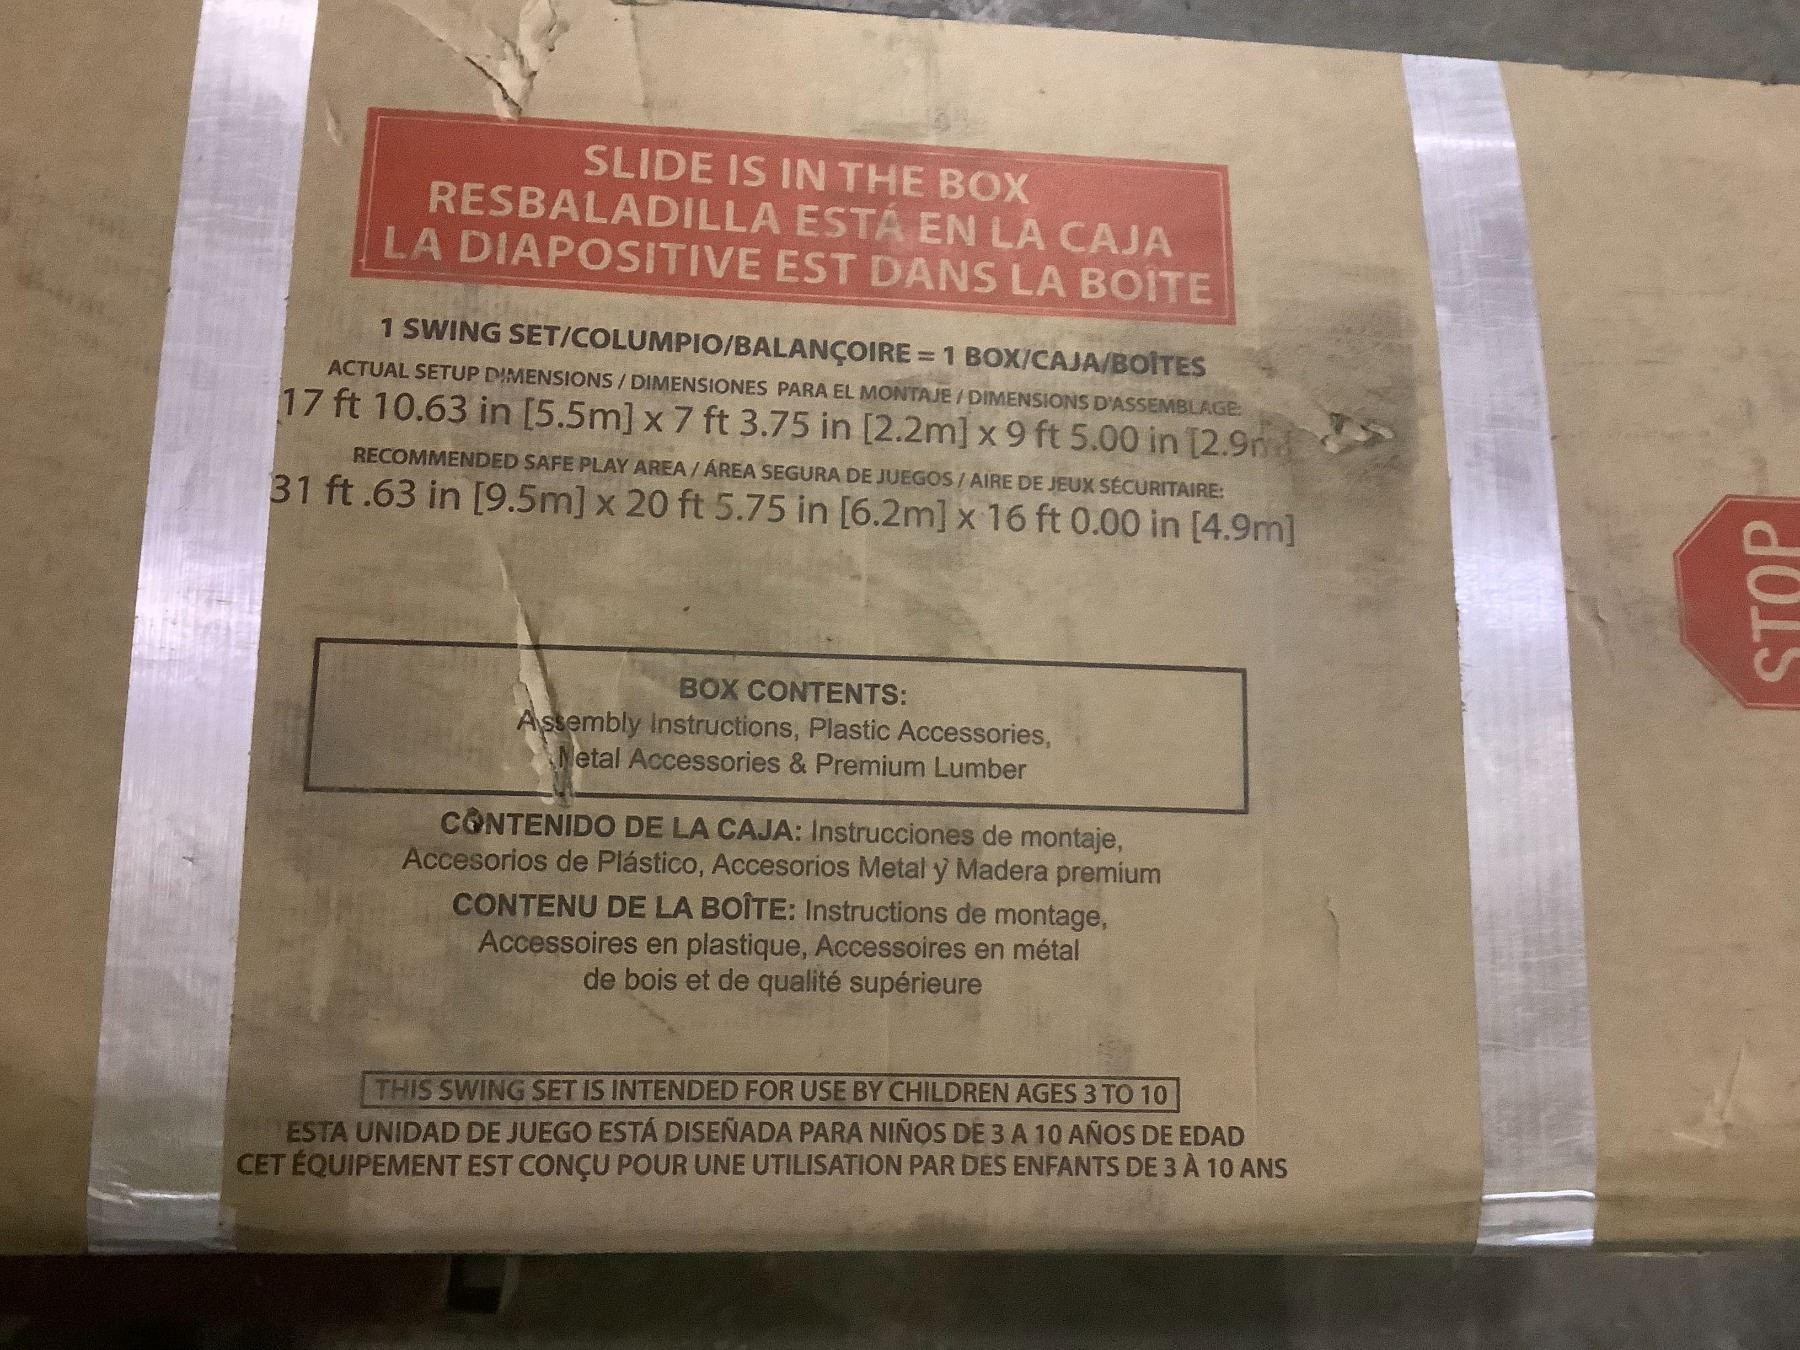 SLIDE IS IN THE BOX
RESBALADILLA ESTÁ EN LA CAJA
LA DIAPOSITIVE EST DANS LA BOÎTE
1 SWING SET/COLUMPIO/BALANÇOIRE = 1 BOX/CAJA/BOÎTES
ACTUAL SETUP DIMENSIONS / DIMENSIONES PARA EL MONTAJE / DIMENSIONS D'ASSEMBLAGE:
17 ft 10.63 in [5.5m] x 7 ft 3.75 in [2.2m] x 9 ft 5.00 in [2.9m]
RECOMMENDED SAFE PLAY AREA / ÁREA SEGURA DE JUEGOS / AIRE DE JEUX SÉCURITAIRE:
31 ft .63 in [9.5m] x 20 ft 5.75 in [6.2m] x 16 ft 0.00 in [4.9m]
STOP
BOX CONTENTS:
Assembly Instructions, Plastic Accessories,
Metal Accessories & Premium Lumber
CONTENIDO DE LA CAJA: Instrucciones de montaje,
Accesorios de Plástico, Accesorios Metal y Madera premium
CONTENU DE LA BOÎTE: Instructions de montage,
Accessoires en plastique, Accessoires en métal
de bois et de qualité supérieure
THIS SWING SET IS INTENDED FOR USE BY CHILDREN AGES 3 TO 10
ESTA UNIDAD DE JUEGO ESTÁ DISEÑADA PARA NIÑOS DE 3 A 10 AÑOS DE EDAD
CET ÉQUIPEMENT EST CONÇU POUR UNE UTILISATION PAR DES ENFANTS DE 3 À 10 ANS